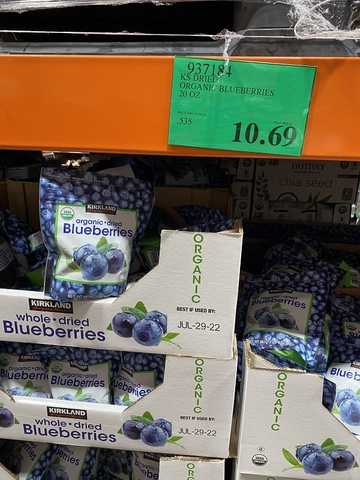 937184
KS DRIED
ORGANIC BLUEBERRIES
20 OZ
.535
10.69
nutiva
chia seed
KIRKLAND
organic • dried
Blueberries
ORGANIC
KIRKLAND
whole • dried
Blueberries
BEST IF USED BY:
JUL-29-22
Blueberries
organic • dried
Blueberries
ORGANIC
KIRKLAND
whole • dried
Blueberries
BEST IF USED BY:
JUL-29-22
ORGANIC
Blue
ORGANIC